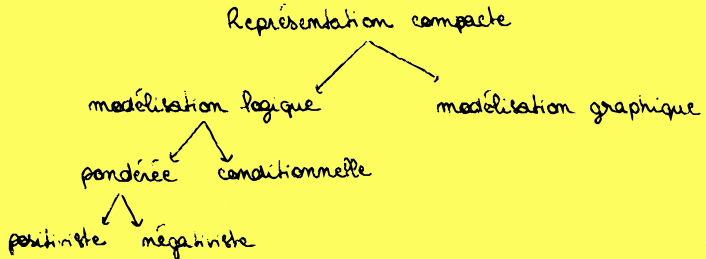 Représentation compacte
modélisation logique modélisation graphique
pondérée conditionnelle
positiviste négativiste